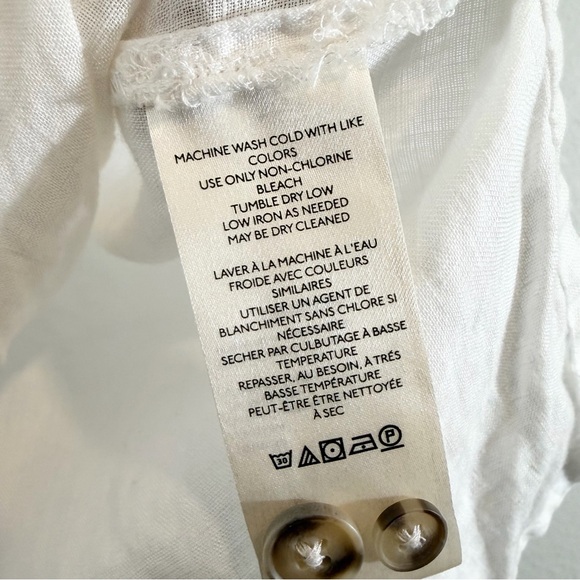 MACHINE WASH COLD WITH LIKE
COLORS
USE ONLY NON-CHLORINE
BLEACH
TUMBLE DRY LOW
LOW IRON AS NEEDED
MAY BE DRY CLEANED
LAVER À LA MACHINE À L'EAU
FROIDE AVEC COULEURS
SIMILAIRES
UTILISER UN AGENT DE
BLANCHIMENT SANS CHLORE SI
NÉCESSAIRE
SECHER PAR CULBUTAGE À BASSE
TEMPERATURE
REPASSER, AU BESOIN, À TRÉS
BASSE TEMPÉRATURE
PEUT-ÊTRE ÊTRE NETTOYÉE
À SEC
30 P